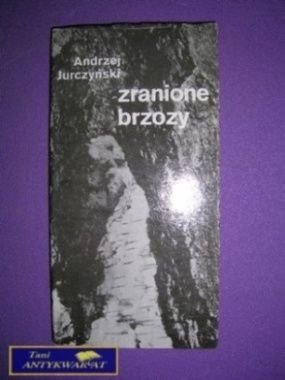 Andrzej
Jurczyński
zranione
brzozy
Tani
ANTYKWARIAT